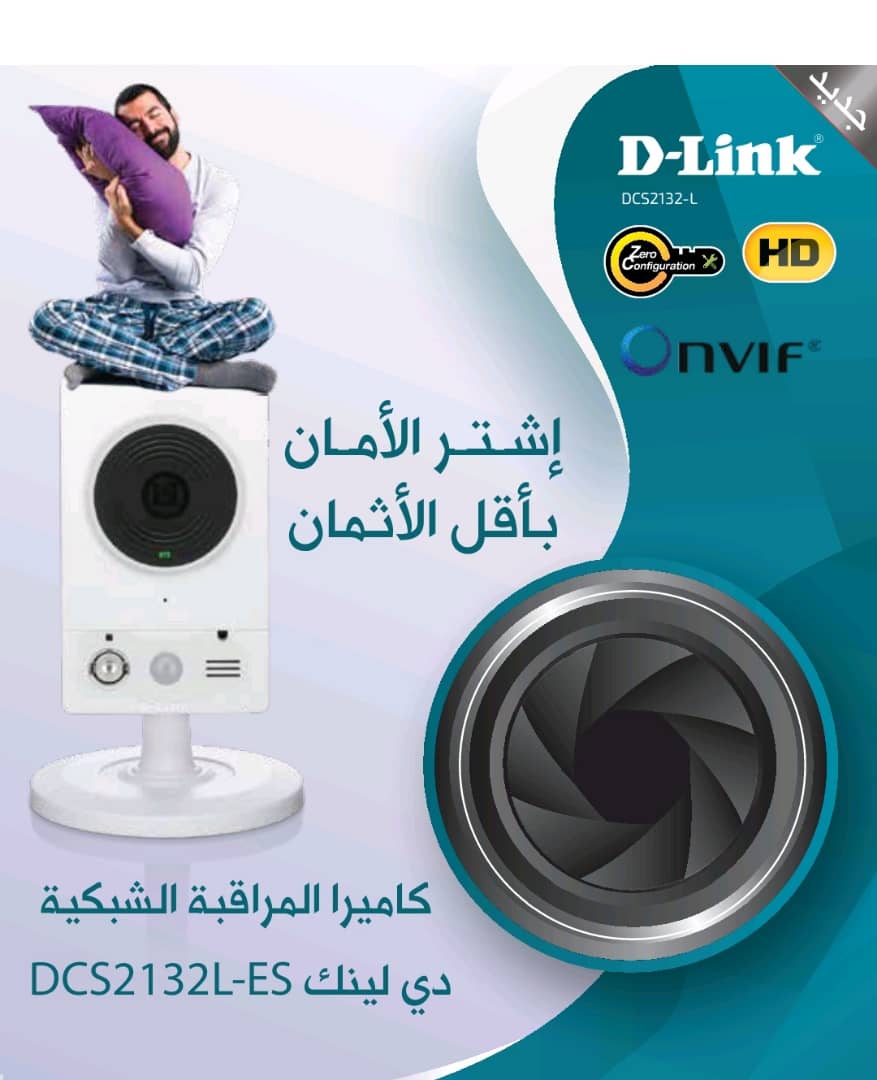 جديد
D-Link®
DCS2132-L
Zero
Configuration
HD
Onvif®
إشتر الأمان
بأقل الأثمان
كاميرا المراقبة الشبكية
دي لينك DCS2132L-ES